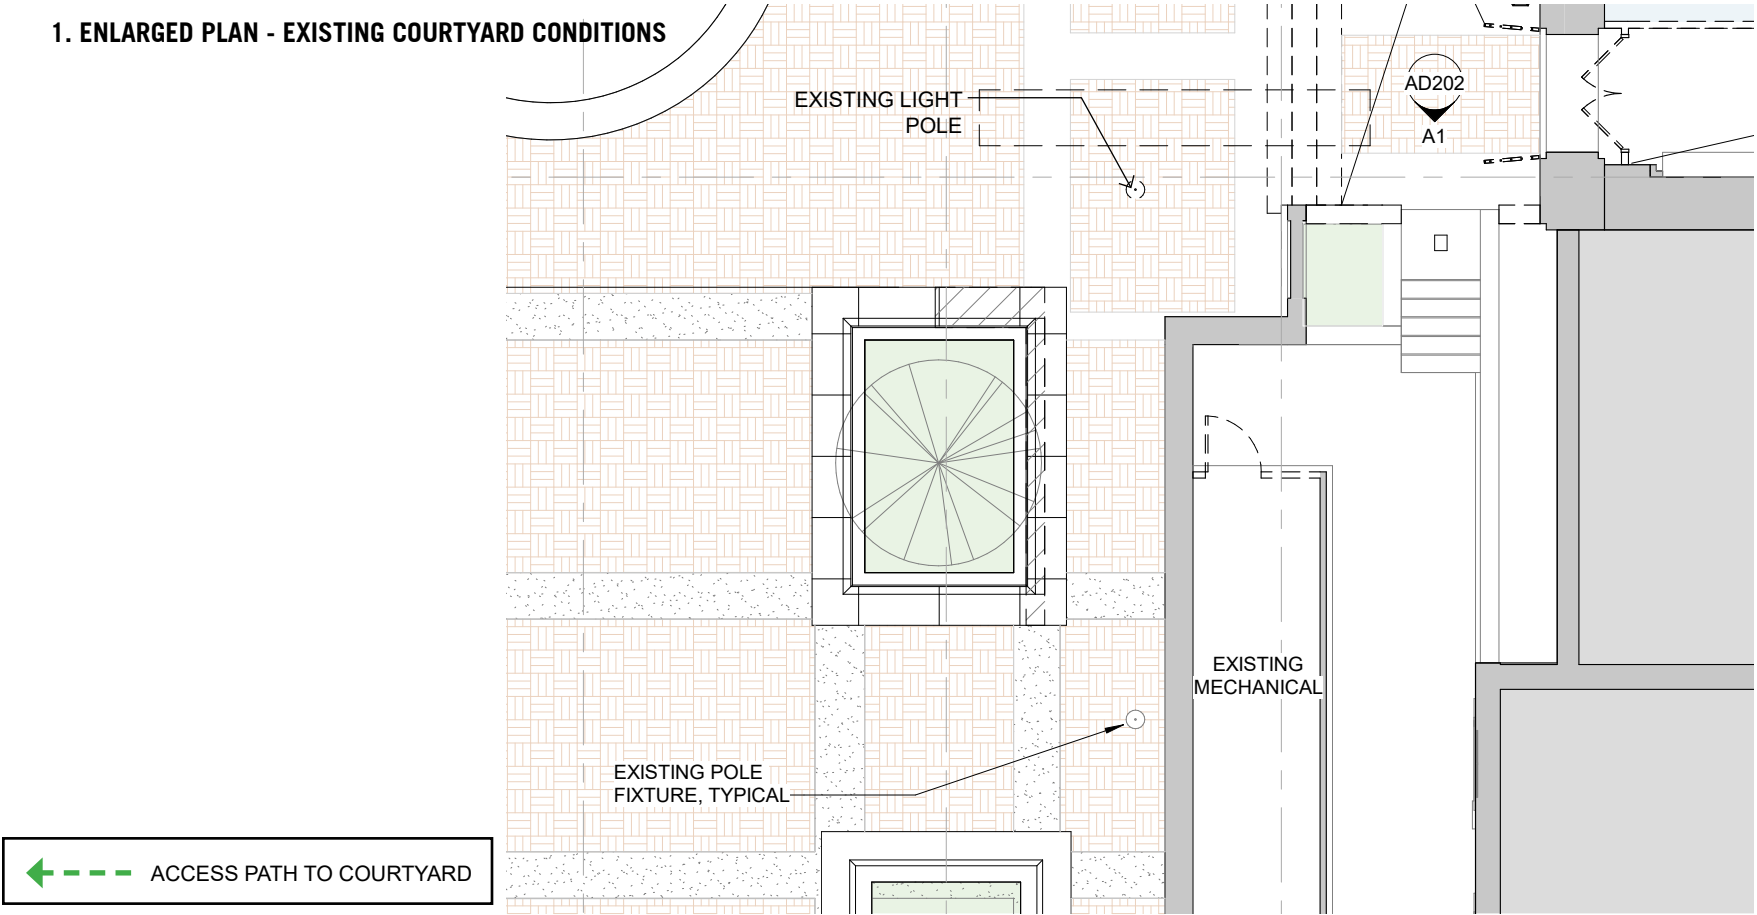 1. ENLARGED PLAN - EXISTING COURTYARD CONDITIONS
EXISTING LIGHT
POLE
AD202
A1
EXISTING
MECHANICAL
EXISTING POLE
FIXTURE, TYPICAL
ACCESS PATH TO COURTYARD